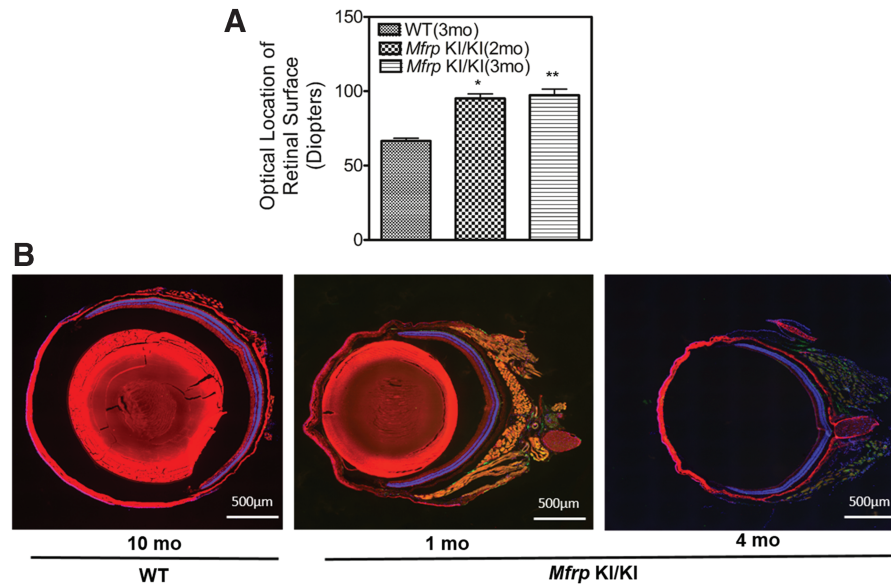 A
Optical Location of
Retinal Surface
(Diopters)
150
100
50
0
WT(3mo)
Mfrp KI/KI(2mo)
Mfrp KI/KI(3mo)
*
**
B
500µm
500µm
500µm
10 mo
1 mo
4 mo
WT
Mfrp KI/KI